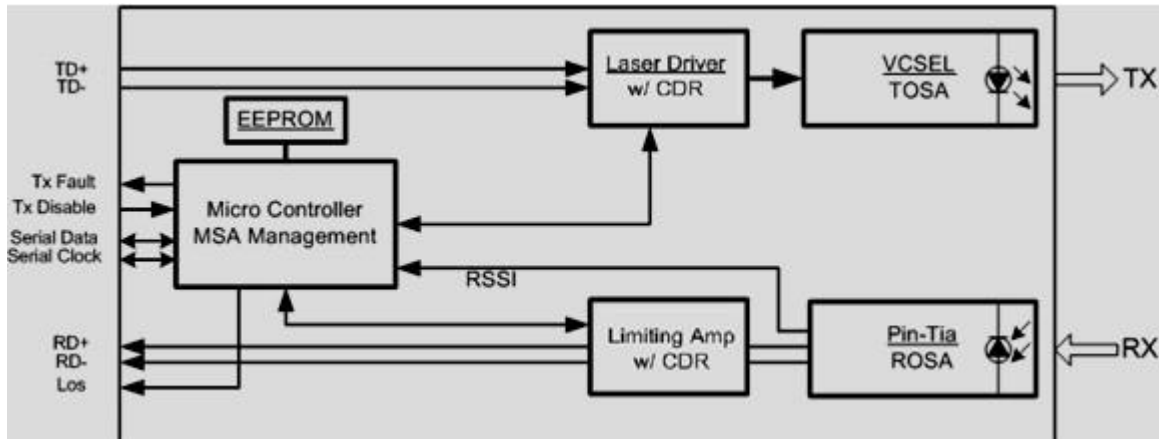 TD+
TD-
Laser Driver
w/ CDR
VCSEL
TOSA
TX
EEPROM
Tx Fault
Tx Disable
Serial Data
Serial Clock
Micro Controller
MSA Management
RSSI
RD+
RD-
Los
Limiting Amp
w/ CDR
Pin-Tia
ROSA
RX